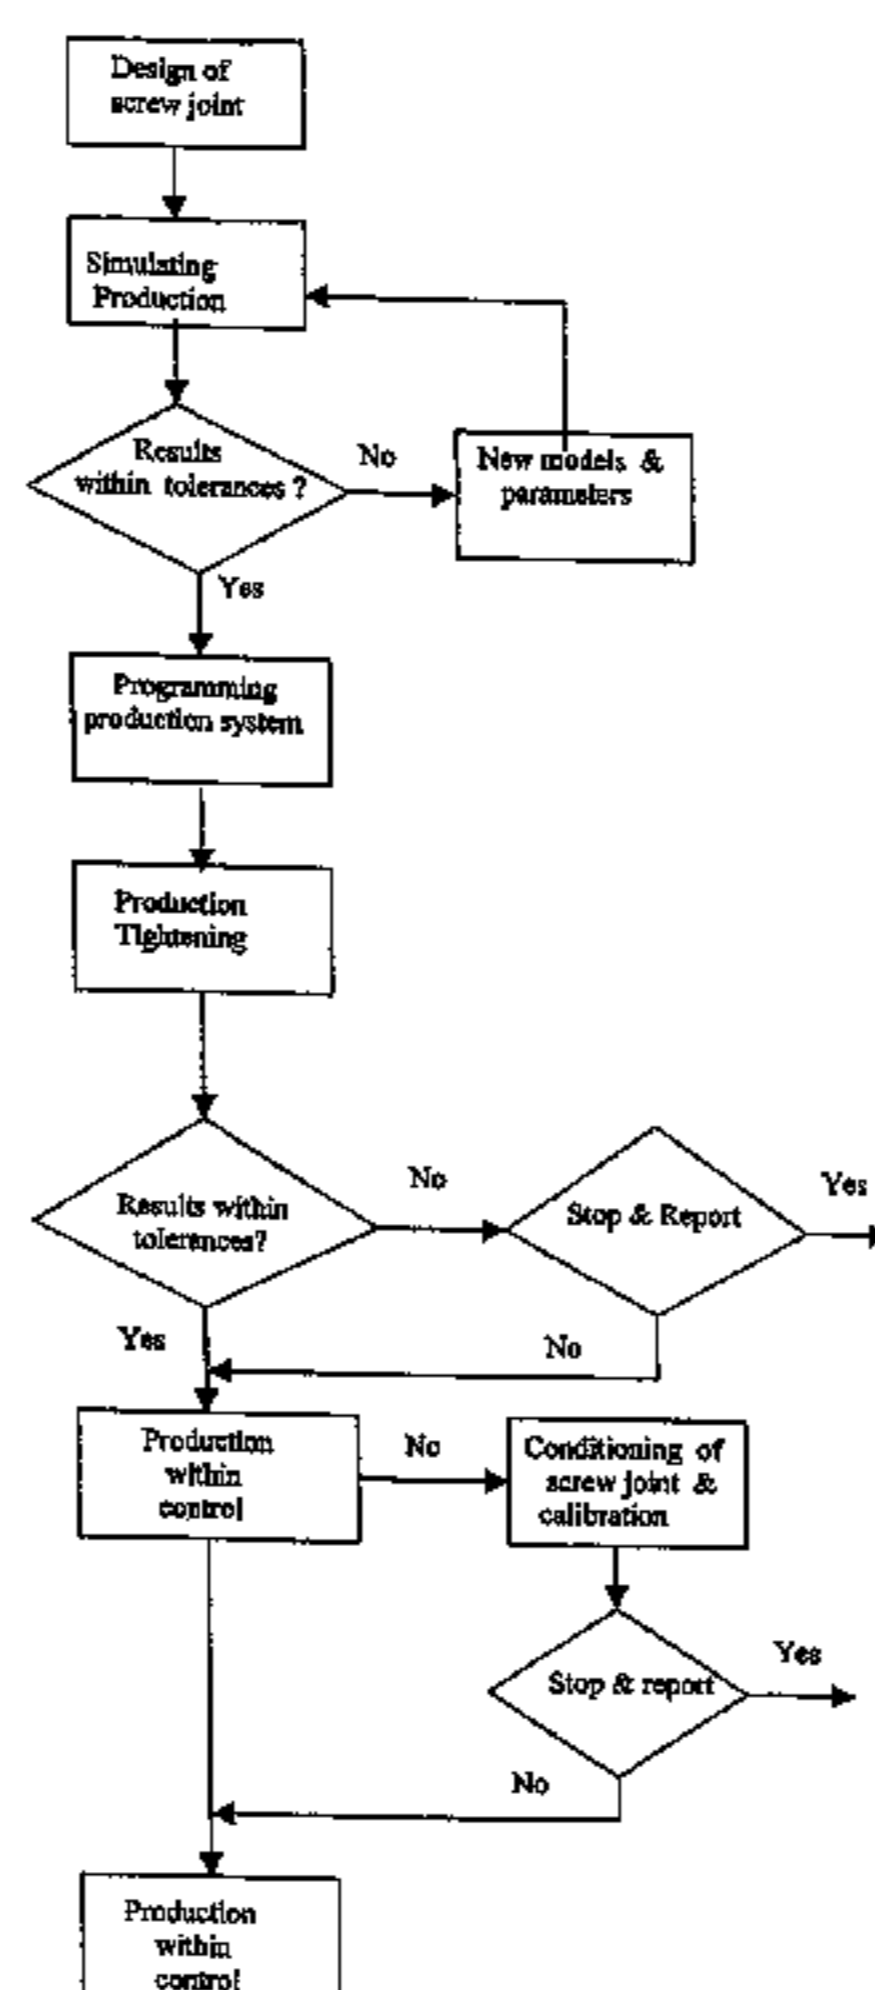 Design of
screw joint
Simulating
Production
Results
within tolerances ?
No
New models &
parameters
Yes
Programming
production system
Production
Tightening
Results within
tolerances?
No
Stop & Report
Yes
Yes
No
Production
within
control
No
Conditioning of
screw joint &
calibration
Stop & report
Yes
No
Production
within
control